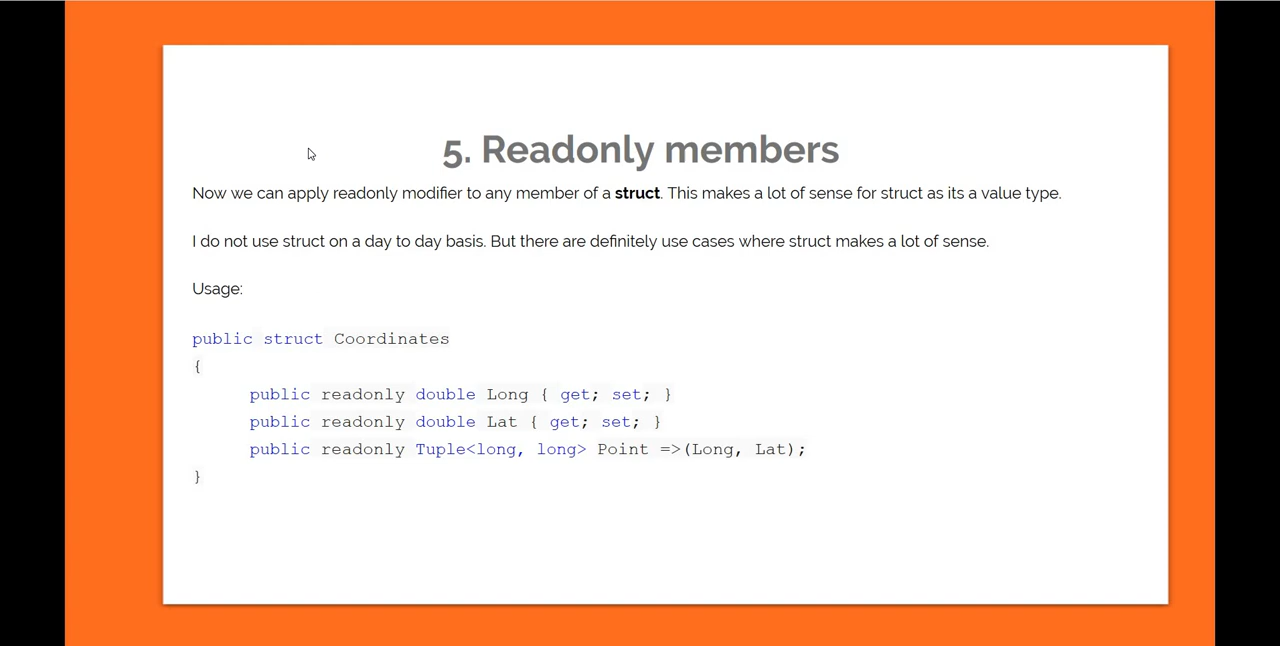 5. Readonly members
Now we can apply readonly modifier to any member of a struct. This makes a lot of sense for struct as its a value type.
I do not use struct on a day to day basis. But there are definitely use cases where struct makes a lot of sense.
Usage:
public struct Coordinates
{
public readonly double Long { get; set; }
public readonly double Lat { get; set; }
public readonly Tuple<long, long> Point =>(Long, Lat);
}